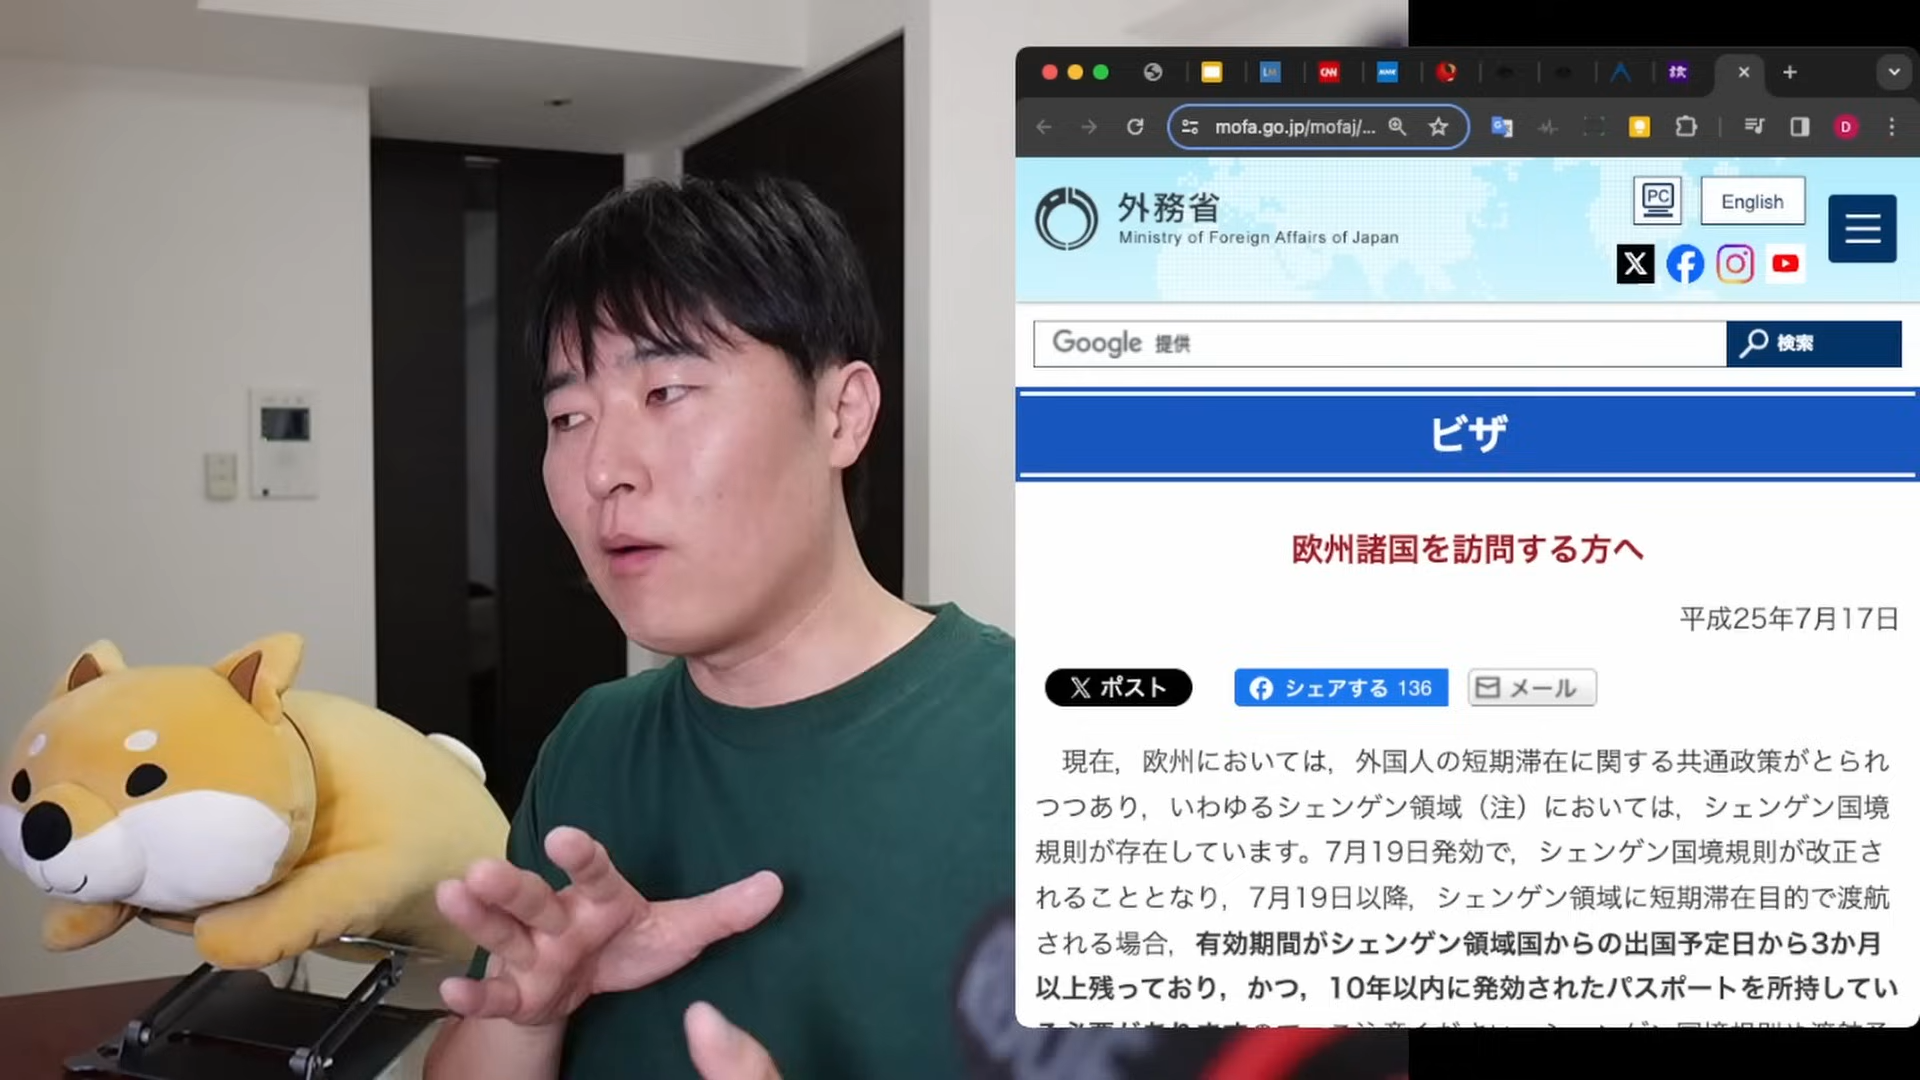 LM
CNN
mofa.go.jp/mofaj/...
D
外務省
Ministry of Foreign Affairs of Japan
PC
English
Google 提供
検索
ビザ
欧州諸国を訪問する方へ
平成25年7月17日
ポスト
シェアする 136
メール
現在，欧州においては，外国人の短期滞在に関する共通政策がとられ
つつあり，いわゆるシェンゲン領域（注）においては，シェンゲン国境
規則が存在しています。7月19日発効で，シェンゲン国境規則が改正さ
れることとなり，7月19日以降，シェンゲン領域に短期滞在目的で渡航
される場合，有効期間がシェンゲン領域国からの出国予定日から3か月
以上残っており，かつ，10年以内に発効されたパスポートを所持してい